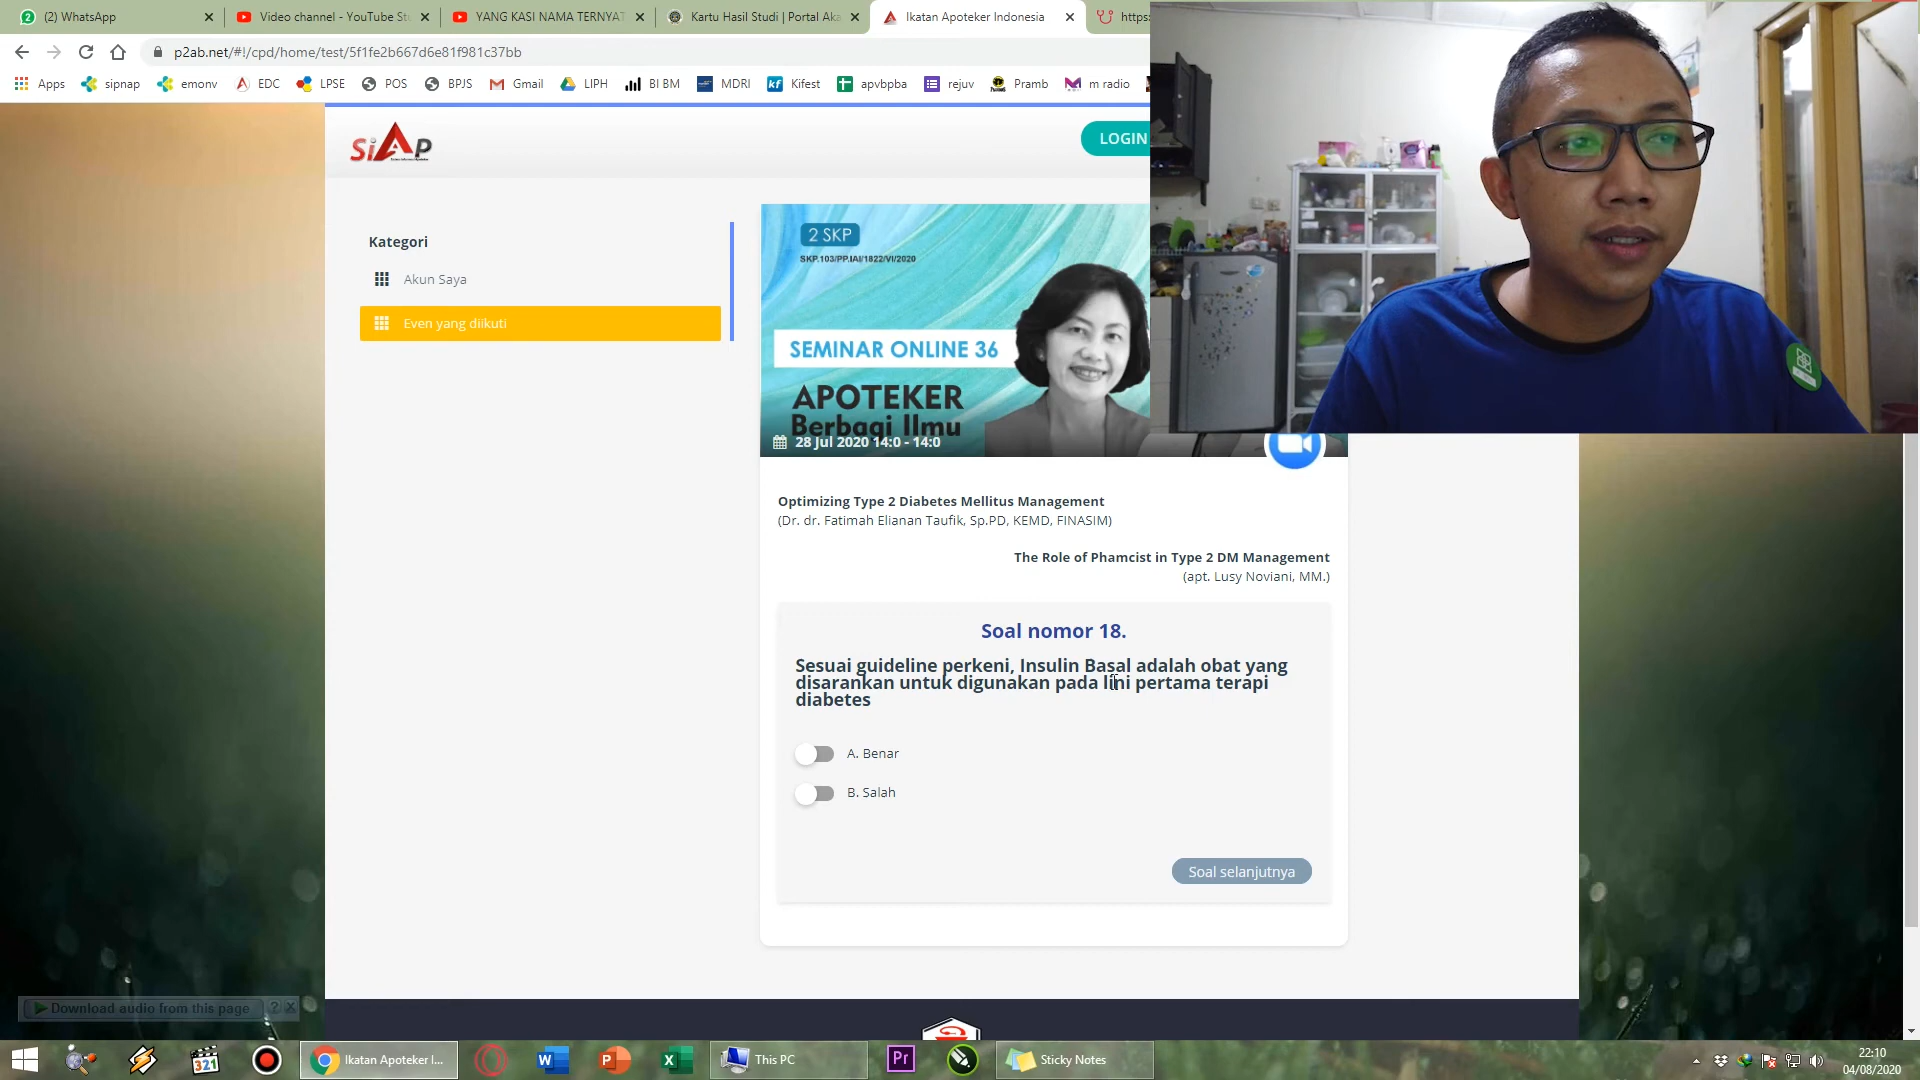 (2) WhatsApp
Video channel - YouTube St
YANG KASI NAMA TERNYAT
Kartu Hasil Studi | Portal Aka
Ikatan Apoteker Indonesia
https:
p2ab.net/#!/cpd/home/test/5f1fe2b667d6e81f981c37bb
Apps
sipnap
emonv
EDC
LPSE
POS
BPJS
Gmail
LIPH
BI BM
MDRI
Kifest
apvbpba
rejuv
Pramb
m radio
SiAP
LOGIN
Kategori
Akun Saya
Even yang diikuti
2 SKP
SKP.103/PP.IAI/1822/VI/2020
SEMINAR ONLINE 36
APOTEKER
Berbagi Ilmu
28 Jul 2020 14:0 - 14:0
Optimizing Type 2 Diabetes Mellitus Management
(Dr. dr. Fatimah Elianan Taufik, Sp.PD, KEMD, FINASIM)
The Role of Phamcist in Type 2 DM Management
(apt. Lusy Noviani, MM.)
Soal nomor 18.
Sesuai guideline perkeni, Insulin Basal adalah obat yang
disarankan untuk digunakan pada lini pertama terapi
diabetes
A. Benar
B. Salah
Soal selanjutnya
Download audio from this page
?
Ikatan Apoteker I...
This PC
Sticky Notes
22:10
04/08/2020